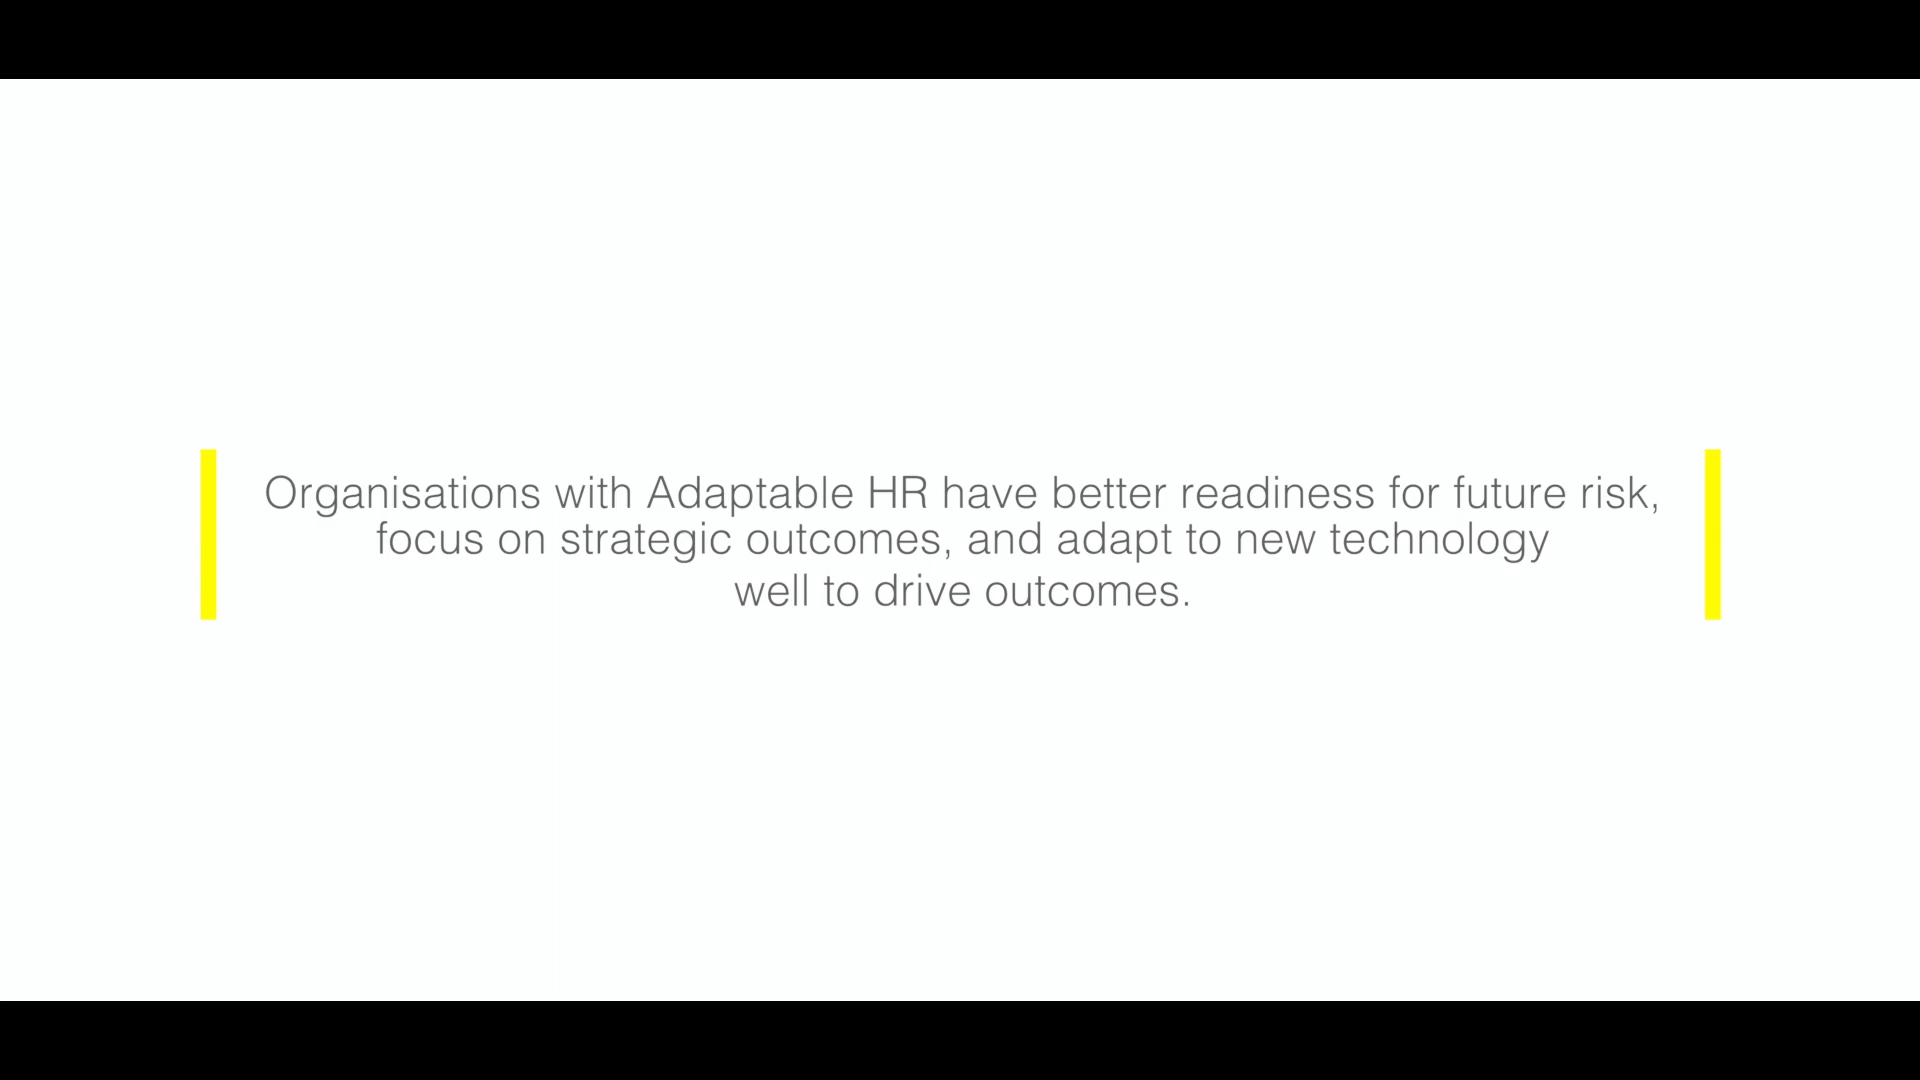 Organisations with Adaptable HR have better readiness for future risk,
focus on strategic outcomes, and adapt to new technology
well to drive outcomes.